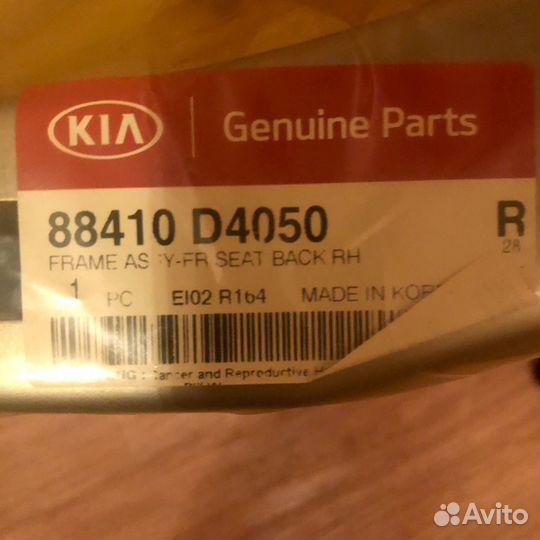 KIA Genuine Parts
88410 D4050 R
FRAME AS Y-FR SEAT BACK RH 28
1 PC EI02 R164 MADE IN KOR
and Reproductive
Avito